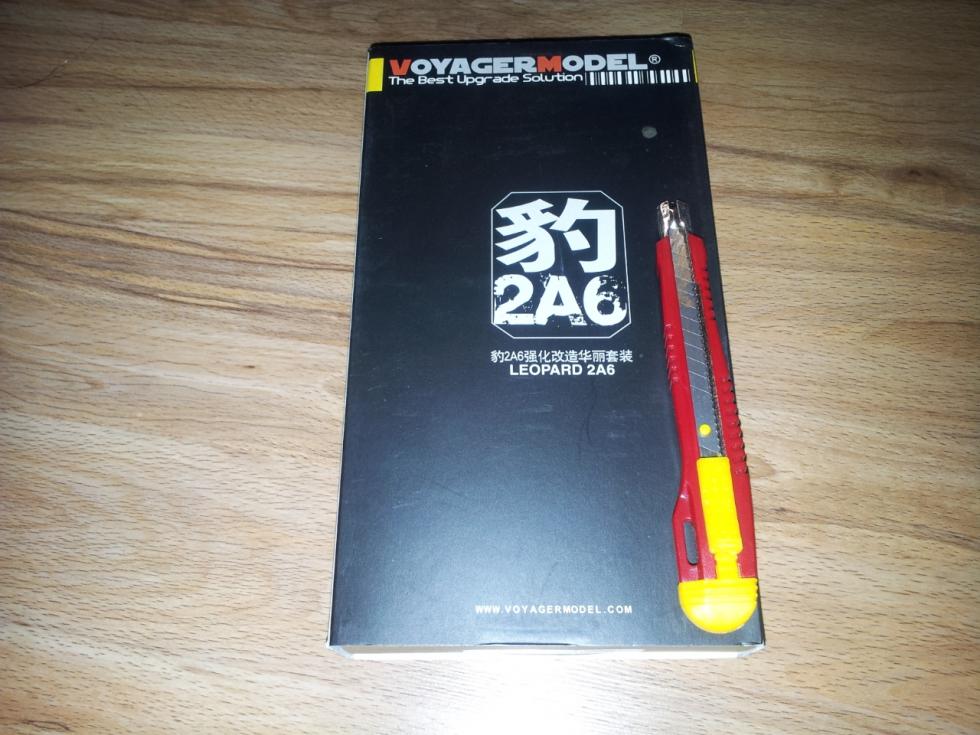 VOYAGERMODEL®
The Best Upgrade Solution
豹
2A6
豹2A6强化改造华丽套装
LEOPARD 2A6
WWW.VOYAGERMODEL.COM